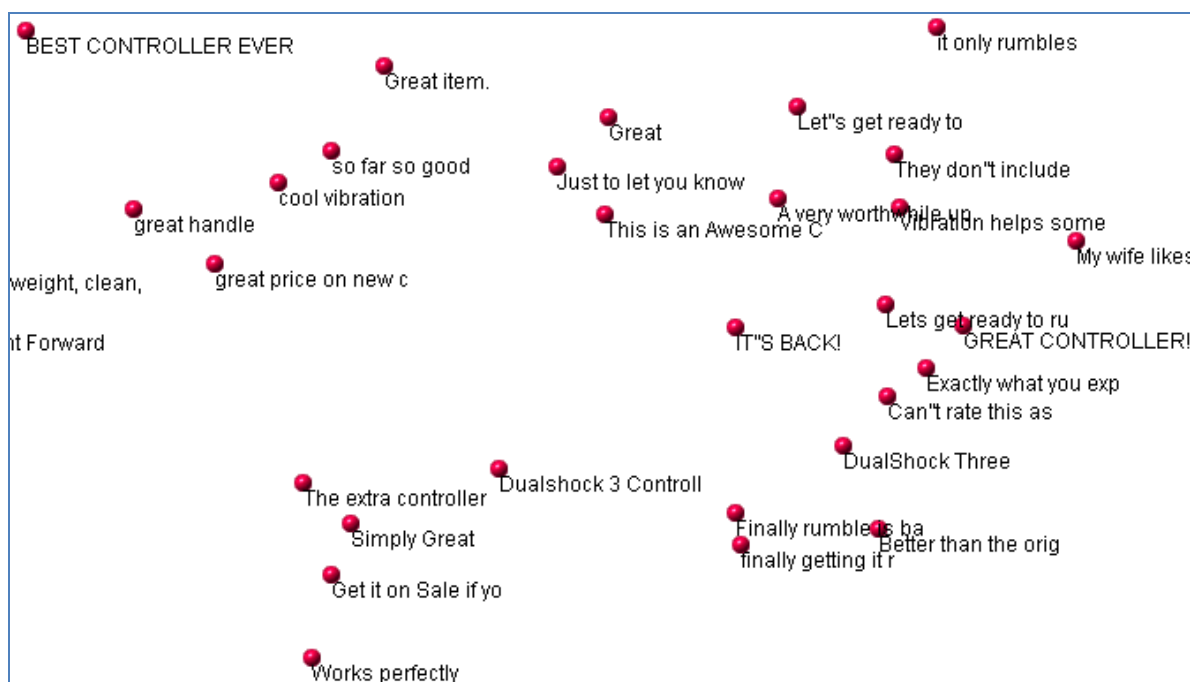 BEST CONTROLLER EVER
it only rumbles
Great item.
Let"s get ready to
Great
so far so good
They don"t include
Just to let you know
cool vibration
A very worthwhile up
great handle
Vibration helps some
This is an Awesome C
My wife likes
weight, clean,
great price on new c
Lets get ready to ru
IT"S BACK!
GREAT CONTROLLER!
nt Forward
Exactly what you exp
Can"t rate this as
DualShock Three
Dualshock 3 Controll
The extra controller
Finally rumble is ba
Simply Great
Better than the orig
finally getting it r
Get it on Sale if yo
Works perfectly